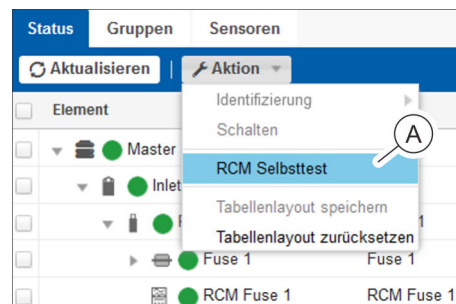 Status Gruppen Sensoren
Aktualisieren | Aktion
Element
Identifizierung
Schalten
A
Master
RCM Selbsttest
Inlet
Tabellenlayout speichern
1
Tabellenlayout zurücksetzen
Fuse 1 Fuse 1
RCM Fuse 1 RCM Fuse 1